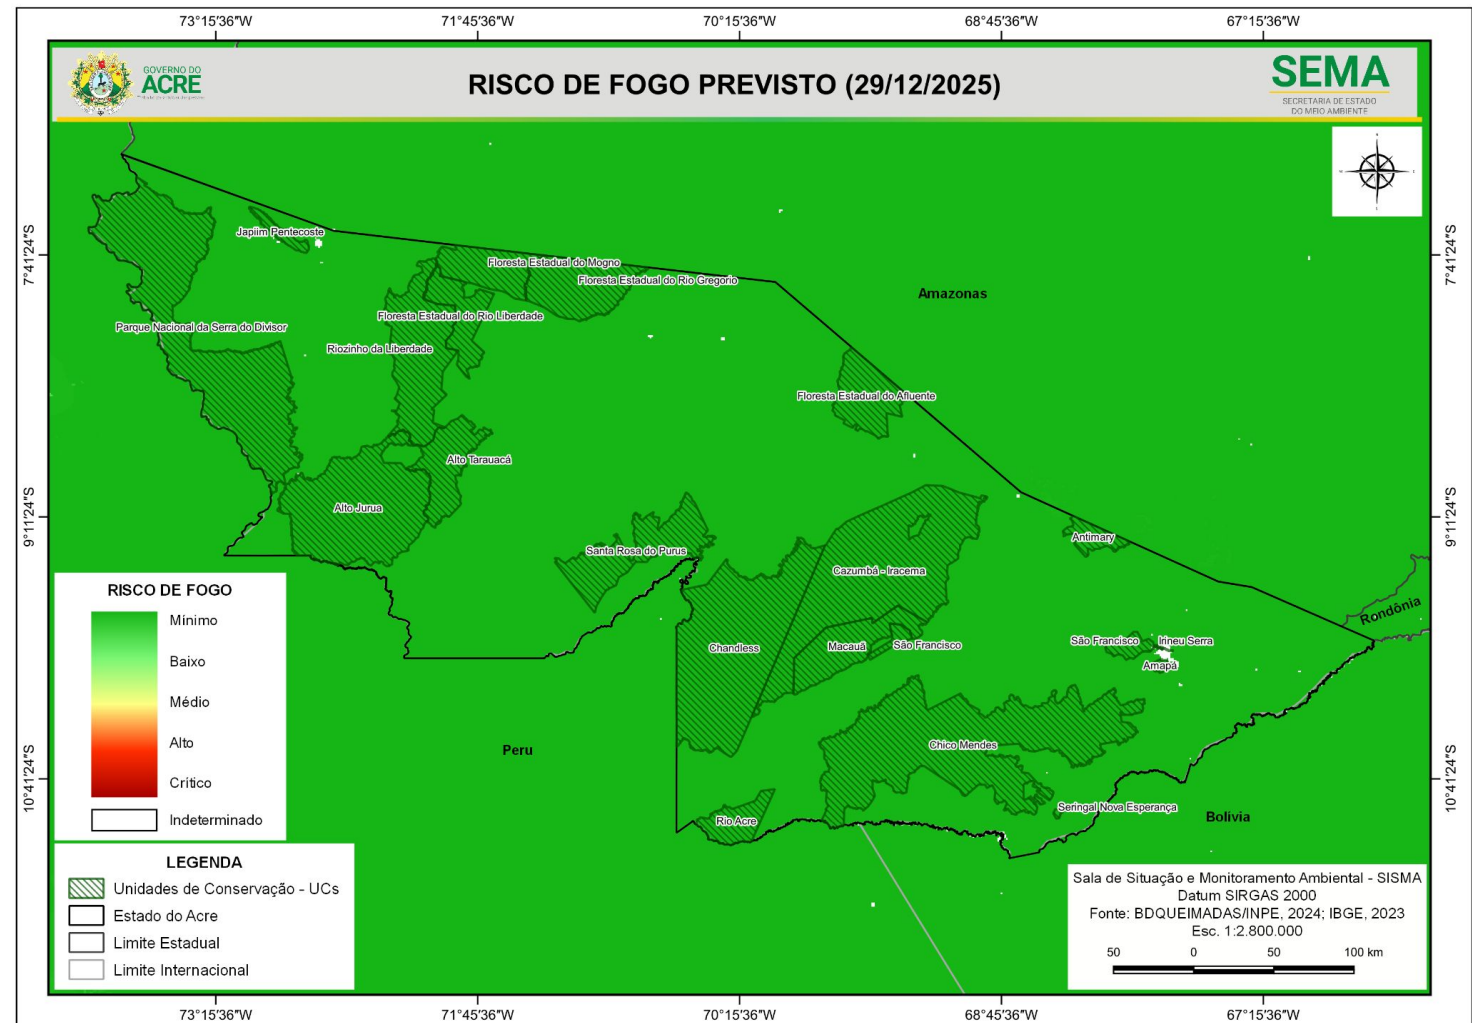 73°15'36"W 71°45'36"W 70°15'36"W 68°45'36"W 67°15'36"W
GOVERNO DO
ACRE
RISCO DE FOGO PREVISTO (29/12/2025)
SEMA
SECRETARIA DE ESTADO
DO MEIO AMBIENTE
7°41'24"S 7°41'24"S
Japiim Pentecoste
Floresta Estadual do Mogno
Floresta Estadual do Rio Gregorio
Amazonas
Floresta Estadual do Rio Liberdade
Parque Nacional da Serra do Divisor
Riozinho da Liberdade
Floresta Estadual do Afluente
Alto Tarauacá
Alto Jurua
9°11'24"S 9°11'24"S
Antimary
Santa Rosa do Purus
Cazumbá - Iracema
Rondônia
Chandless
Macauã
São Francisco
São Francisco
Irineu Serra
Amapá
Peru
Chico Mendes
10°41'24"S 10°41'24"S
Seringal Nova Esperança
Rio Acre
Bolivia
RISCO DE FOGO
Mínimo
Baixo
Médio
Alto
Crítico
Indeterminado
LEGENDA
Unidades de Conservação - UCs
Estado do Acre
Limite Estadual
Limite Internacional
Sala de Situação e Monitoramento Ambiental - SISMA
Datum SIRGAS 2000
Fonte: BDQUEIMADAS/INPE, 2024; IBGE, 2023
Esc. 1:2.800.000
50 0 50 100 km
73°15'36"W 71°45'36"W 70°15'36"W 68°45'36"W 67°15'36"W